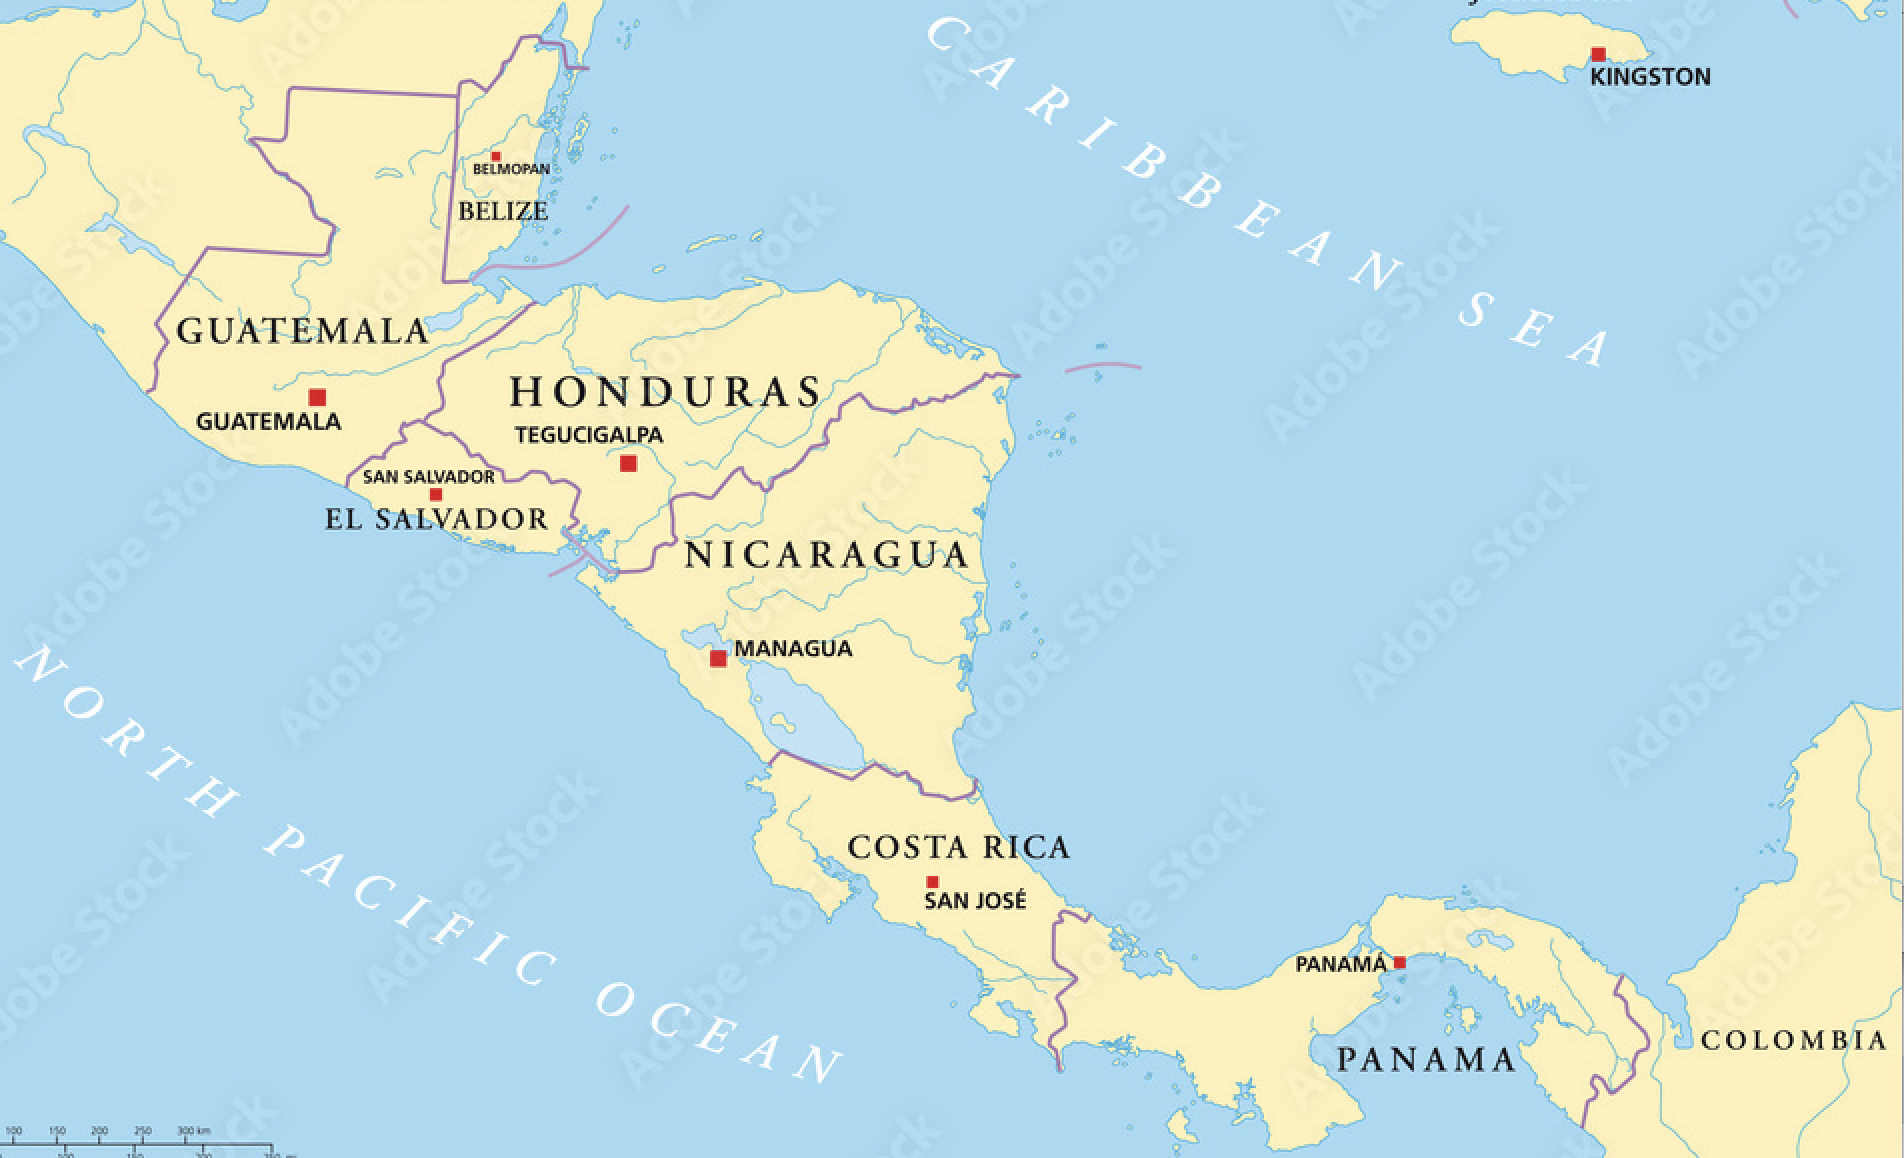 KINGSTON
CARIBBEAN SEA
BELMOPAN
BELIZE
GUATEMALA
GUATEMALA
HONDURAS
TEGUCIGALPA
SAN SALVADOR
EL SALVADOR
NICARAGUA
MANAGUA
COSTA RICA
SAN JOSÉ
PANAMÁ
PANAMA
COLOMBIA
NORTH PACIFIC OCEAN
100 150 200 250 300 km
Adobe Stock